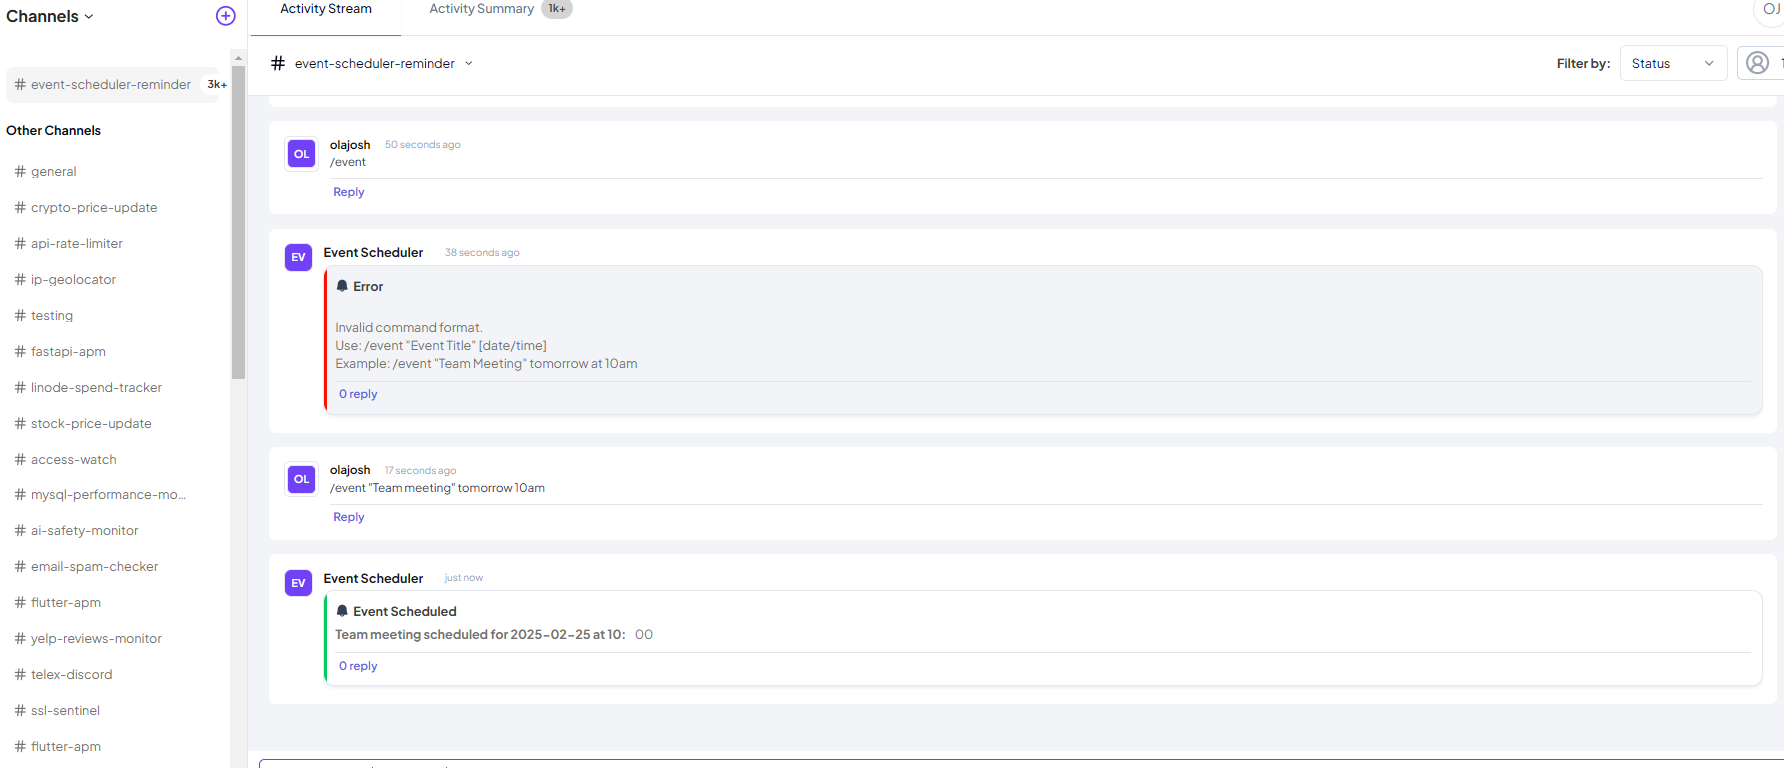 Channels
# event-scheduler-reminder 3k+
Other Channels
# general
# crypto-price-update
# api-rate-limiter
# ip-geolocator
# testing
# fastapi-apm
# linode-spend-tracker
# stock-price-update
# access-watch
# mysql-performance-mo...
# ai-safety-monitor
# email-spam-checker
# flutter-apm
# yelp-reviews-monitor
# telex-discord
# ssl-sentinel
# flutter-apm
Activity Stream
Activity Summary 1k+
OJ
# event-scheduler-reminder
Filter by:
Status
OL
olajosh 50 seconds ago
/event
Reply
EV
Event Scheduler 38 seconds ago
Error
Invalid command format.
Use: /event "Event Title" [date/time]
Example: /event "Team Meeting" tomorrow at 10am
0 reply
OL
olajosh 17 seconds ago
/event "Team meeting" tomorrow 10am
Reply
EV
Event Scheduler just now
Event Scheduled
Team meeting scheduled for 2025-02-25 at 10: 00
0 reply